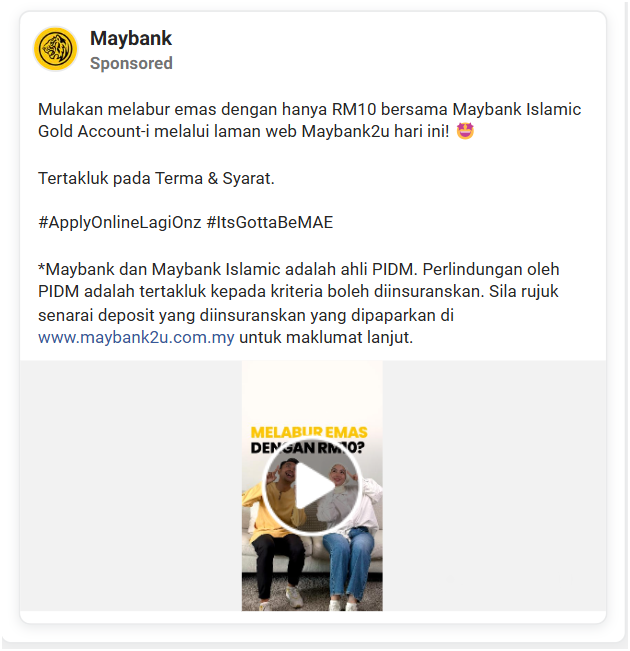 Maybank
Sponsored
Mulakan melabur emas dengan hanya RM10 bersama Maybank Islamic
Gold Account-i melalui laman web Maybank2u hari ini! 🤩
Tertakluk pada Terma & Syarat.
#ApplyOnlineLagiOnz #ItsGottaBeMAE
*Maybank dan Maybank Islamic adalah ahli PIDM. Perlindungan oleh
PIDM adalah tertakluk kepada kriteria boleh diinsuranskan. Sila rujuk
senarai deposit yang diinsuranskan yang dipaparkan di
www.maybank2u.com.my untuk maklumat lanjut.
MELABUR EMAS
DENGAN RM10?